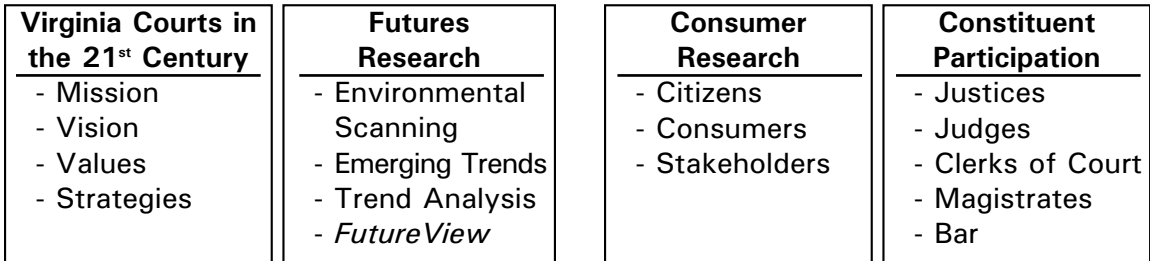 Virginia Courts in
the 21st Century
- Mission
- Vision
- Values
- Strategies
Futures
Research
- Environmental
Scanning
- Emerging Trends
- Trend Analysis
- FutureView
Consumer
Research
- Citizens
- Consumers
- Stakeholders
Constituent
Participation
- Justices
- Judges
- Clerks of Court
- Magistrates
- Bar